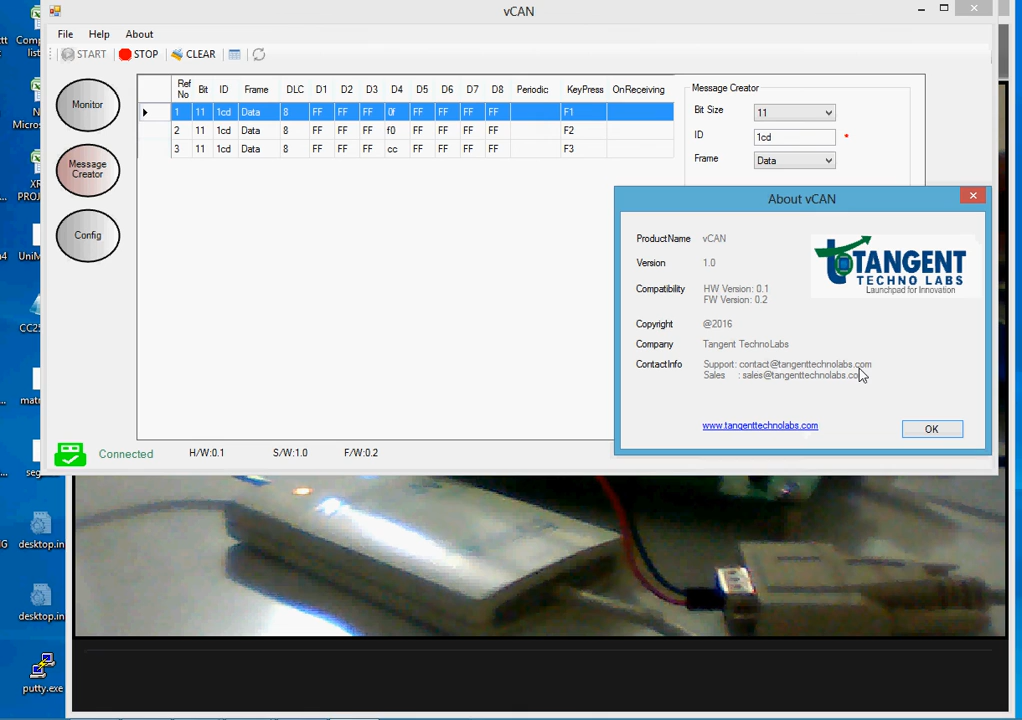 vCAN
File Help About
START STOP CLEAR
Monitor
Message
Creator
Config
Ref
No Bit ID Frame DLC D1 D2 D3 D4 D5 D6 D7 D8 Periodic KeyPress OnReceiving
1 11 1cd Data 8 FF FF FF 0f FF FF FF FF F1
2 11 1cd Data 8 FF FF FF f0 FF FF FF FF F2
3 11 1cd Data 8 FF FF FF cc FF FF FF FF F3
Message Creator
Bit Size 11
ID 1cd *
Frame Data
About vCAN
ProductName vCAN
Version 1.0
Compatibility HW Version: 0.1
FW Version: 0.2
Copyright @2016
Company Tangent TechnoLabs
ContactInfo Support: contact@tangenttechnolabs.com
Sales : sales@tangenttechnolabs.com
TANGENT
TECHNO LABS
Launchpad for Innovation
www.tangenttechnolabs.com
OK
Connected H/W:0.1 S/W:1.0 F/W:0.2
desktop.in
desktop.in
putty.exe